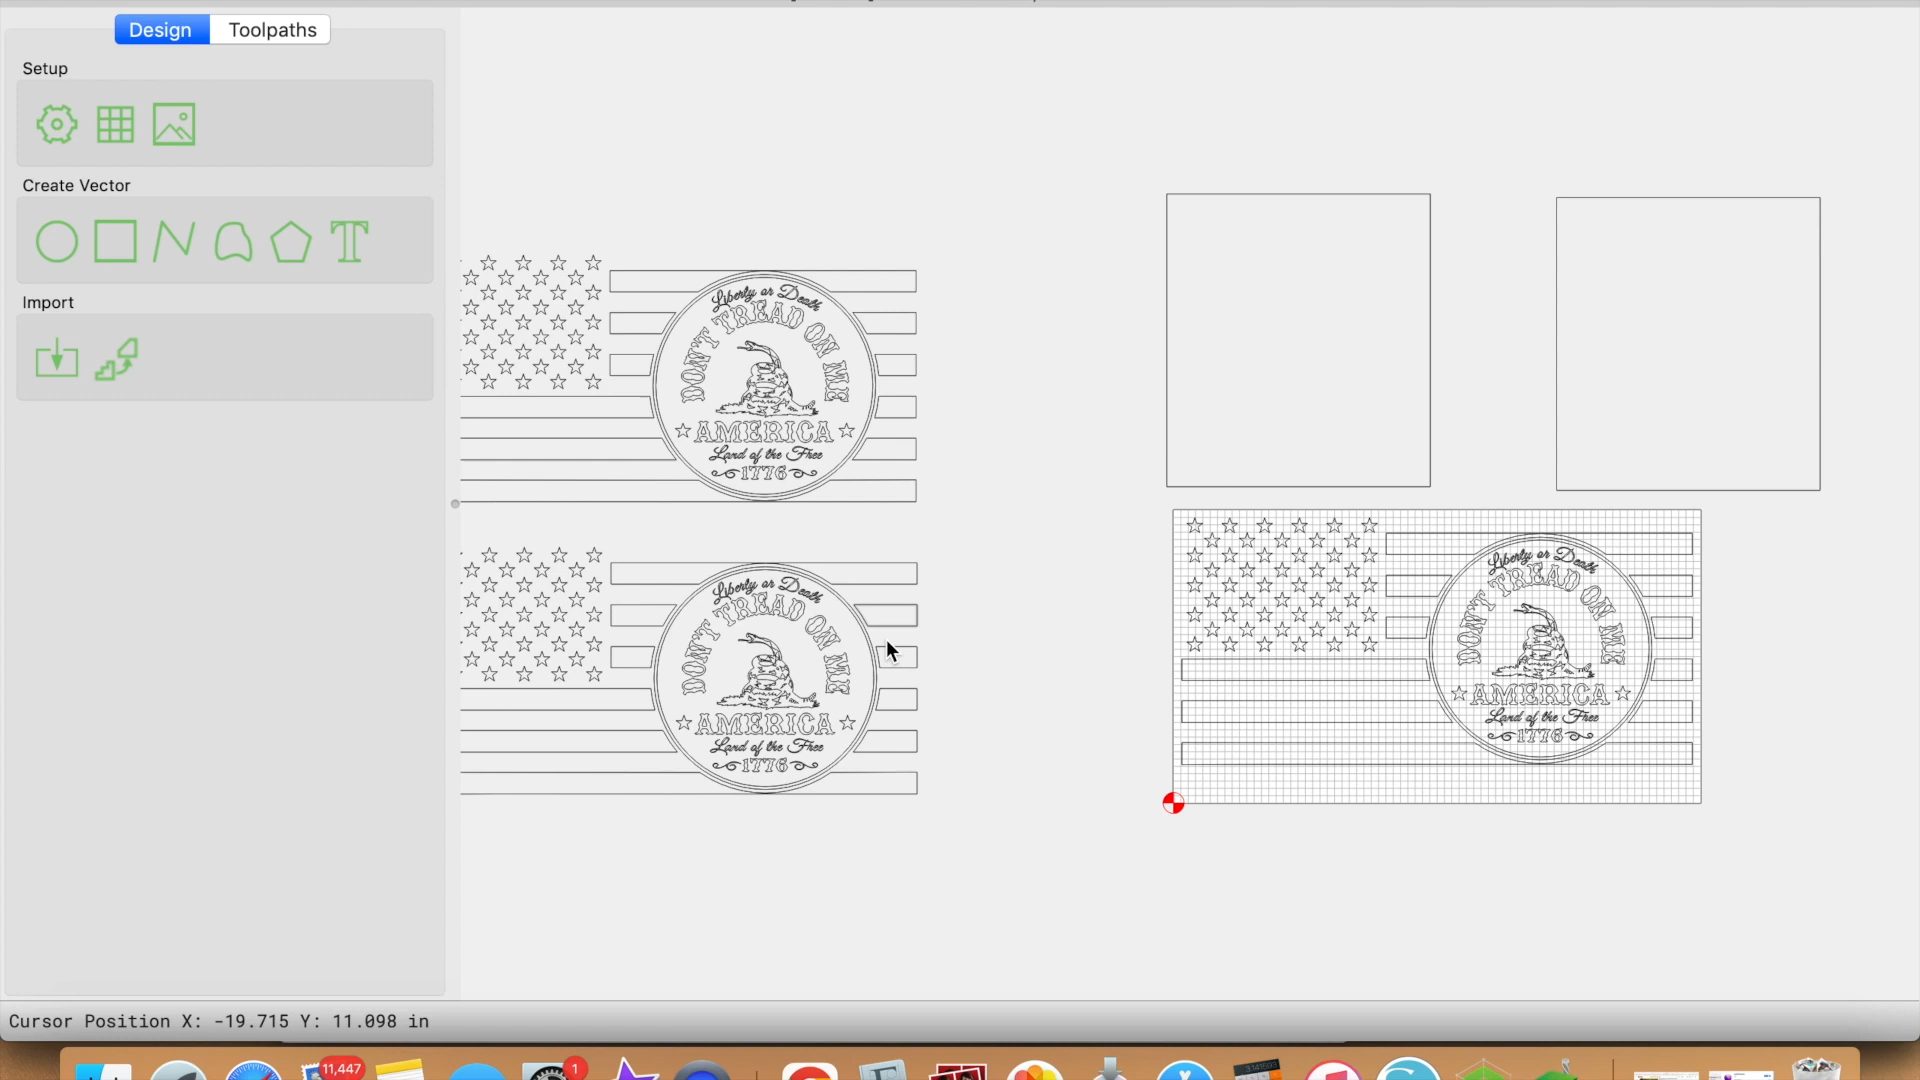 Design
Toolpaths
Setup
Create Vector
T
Import
Liberty or Death
DON'T TREAD ON ME
AMERICA
Land of the Free
1776
Liberty or Death
DON'T TREAD ON ME
AMERICA
Land of the Free
1776
Liberty or Death
DON'T TREAD ON ME
AMERICA
Land of the Free
1776
Cursor Position X: -19.715 Y: 11.098 in
11,447
1
3.141593